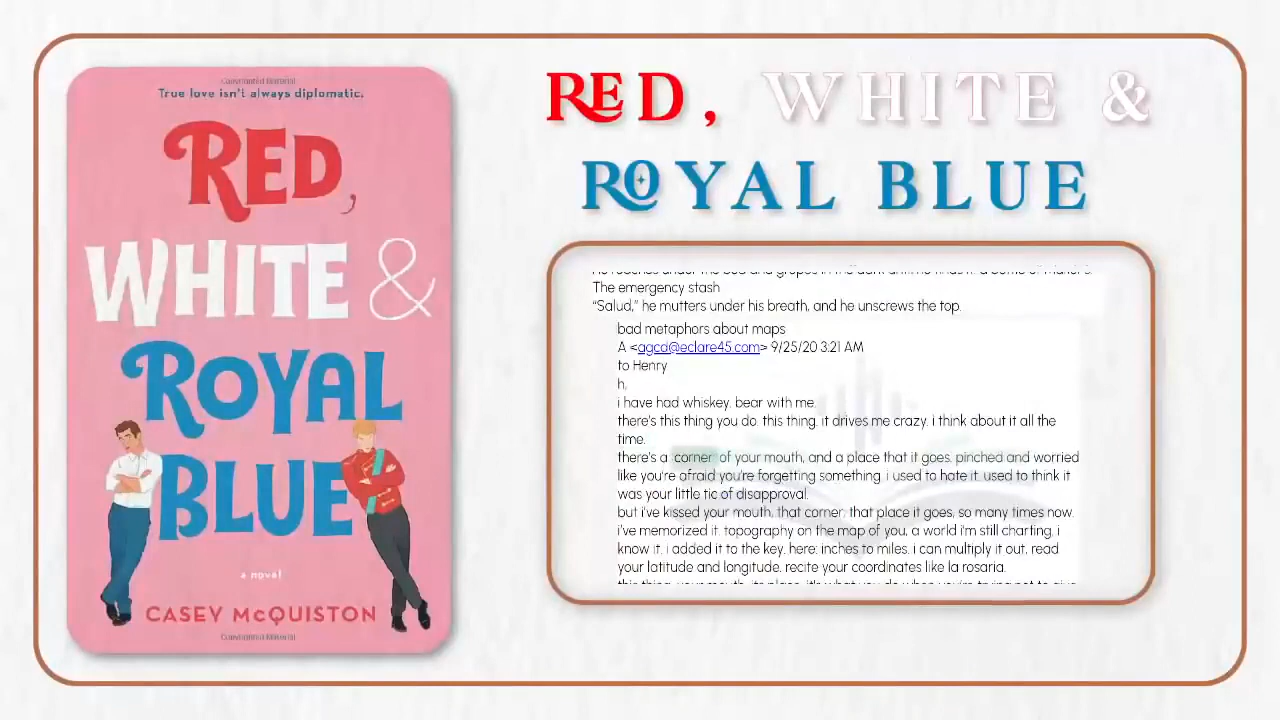 Copyrighted Material
True love isn't always diplomatic.
RED,
WHITE &
ROYAL
BLUE
a novel
CASEY McQUISTON
Copyrighted Material
RED, WHITE &
ROYAL BLUE
The emergency stash
“Salud,” he mutters under his breath, and he unscrews the top.
bad metaphors about maps
A <agcd@eclare45.com> 9/25/20 3:21 AM
to Henry
h,
i have had whiskey. bear with me.
there's this thing you do. this thing. it drives me crazy. i think about it all the
time.
there's a corner of your mouth, and a place that it goes. pinched and worried
like you're afraid you're forgetting something. i used to hate it. used to think it
was your little tic of disapproval.
but i've kissed your mouth, that corner, that place it goes, so many times now.
i've memorized it. topography on the map of you, a world i'm still charting. i
know it. i added it to the key. here: inches to miles. i can multiply it out, read
your latitude and longitude. recite your coordinates like la rosaria.